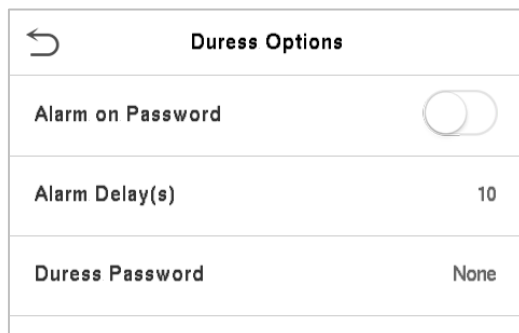 Duress Options
Alarm on Password
Alarm Delay(s) 10
Duress Password None